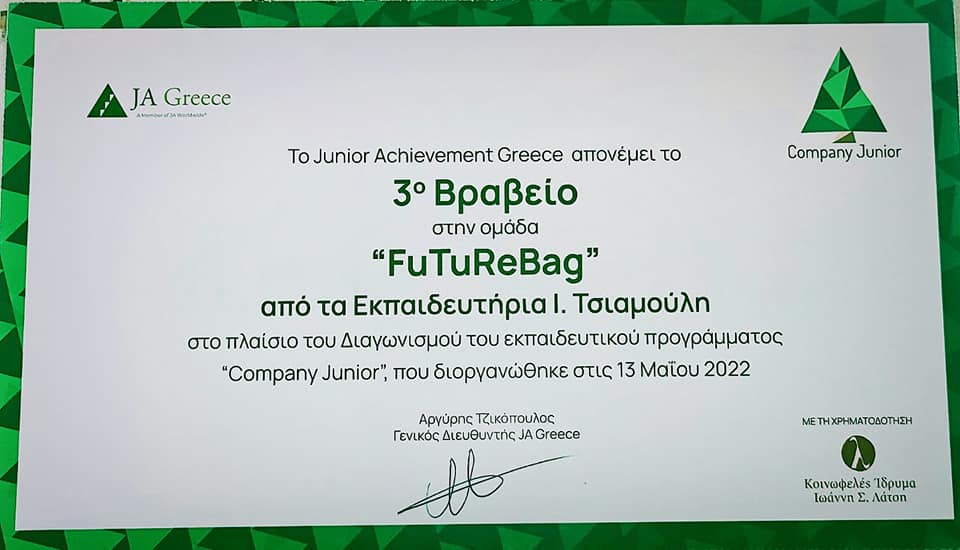 JA Greece
A Member of JA Worldwide®
Company Junior
Το Junior Achievement Greece απονέμει το
3ο Βραβείο
στην ομάδα
“FuTuReBag”
από τα Εκπαιδευτήρια Ι. Τσιαμούλη
στο πλαίσιο του Διαγωνισμού του εκπαιδευτικού προγράμματος
“Company Junior”, που διοργανώθηκε στις 13 Μαΐου 2022
Αργύρης Τζικόπουλος
Γενικός Διευθυντής JA Greece
ΜΕ ΤΗ ΧΡΗΜΑΤΟΔΟΤΗΣΗ
λ
Κοινωφελές Ίδρυμα
Ιωάννη Σ. Λάτση